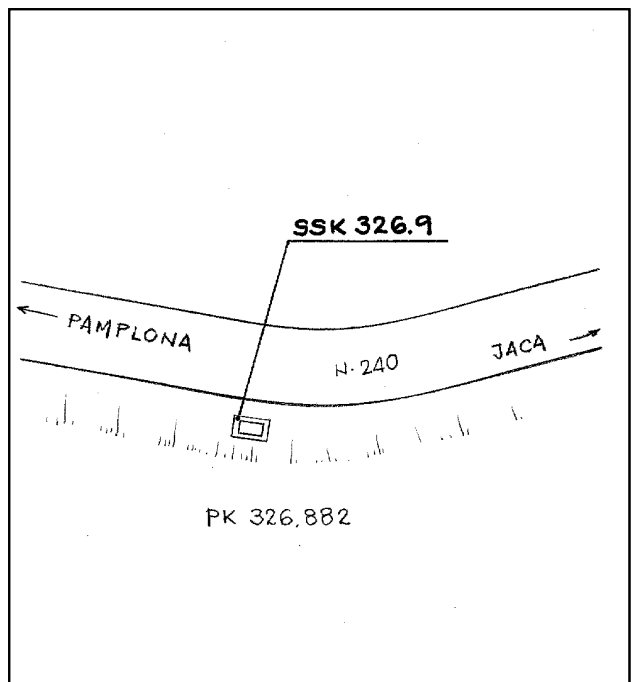 SSK 326.9
← PAMPLONA
N-240
JACA →
PK 326,882